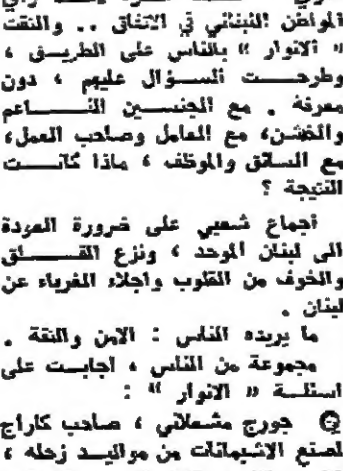 المواطن اللبناني في الاتفاق .. والتقت
« الانوار » بالناس على الطريق ،
وطرحت السؤال عليهم ، دون
معرفة . مع الجنسين الناعم
والخشن، مع العامل وصاحب العمل،
مع السائق والموظف ، ماذا كانت
النتيجة ؟
اجماع شعبي على ضرورة العودة
الى لبنان الموحد ، ونزع القلق
والخوف من القلوب واجلاء الغرباء عن
لبنان .
ما يريده الناس : الامن والثقة .
مجموعة من الناس ، اجابت على
اسئلة « الانوار » :
جورج مشعلاني ، صاحب كاراج
لصنع الاشبمانات من مواليد زحله ،